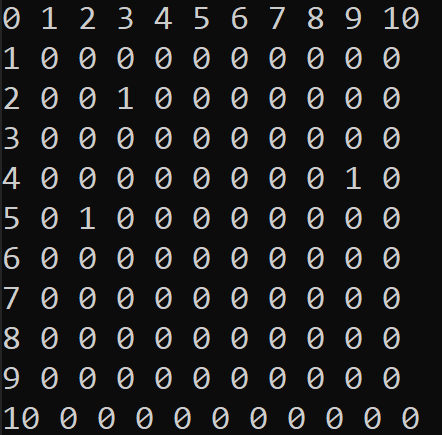 0 1 2 3 4 5 6 7 8 9 10
1 0 0 0 0 0 0 0 0 0 0
2 0 0 1 0 0 0 0 0 0 0
3 0 0 0 0 0 0 0 0 0 0
4 0 0 0 0 0 0 0 0 1 0
5 0 1 0 0 0 0 0 0 0 0
6 0 0 0 0 0 0 0 0 0 0
7 0 0 0 0 0 0 0 0 0 0
8 0 0 0 0 0 0 0 0 0 0
9 0 0 0 0 0 0 0 0 0 0
10 0 0 0 0 0 0 0 0 0 0